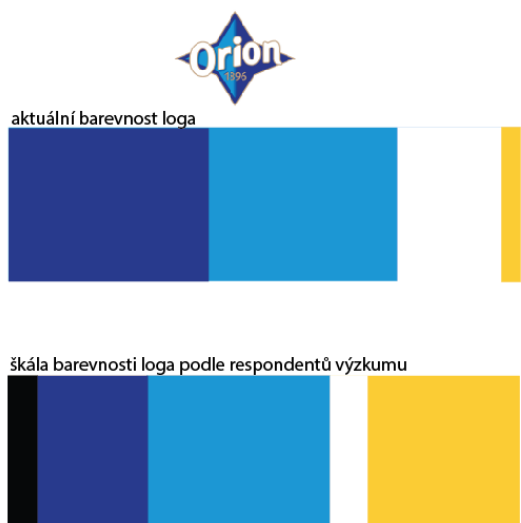 Orion
1896
aktuální barevnost loga
škála barevnosti loga podle respondentů výzkumu